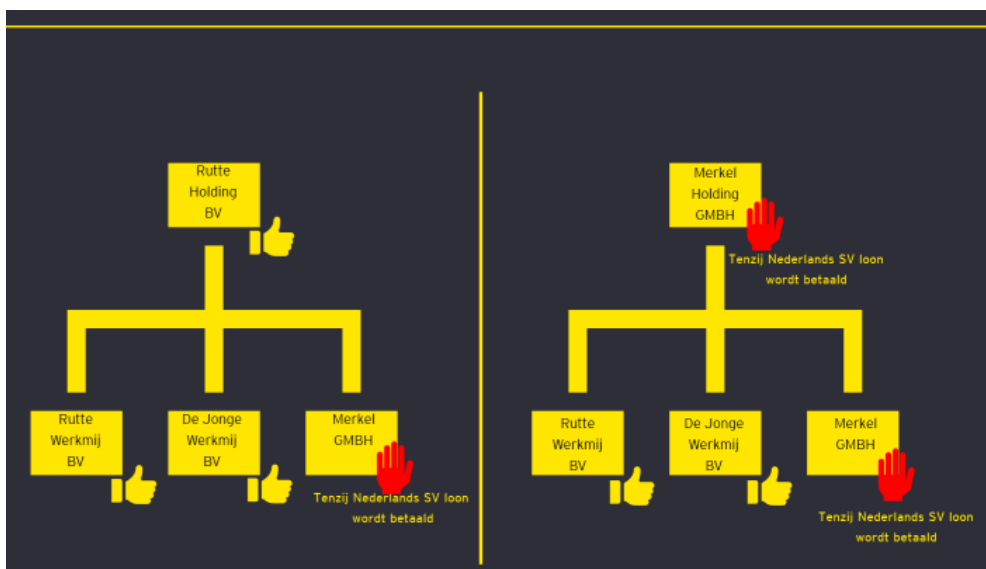 Rutte
Holding
BV
Rutte
Werkmij
BV
De Jonge
Werkmij
BV
Merkel
GMBH
Tenzij Nederlands SV loon
wordt betaald
Merkel
Holding
GMBH
Tenzij Nederlands SV loon
wordt betaald
Rutte
Werkmij
BV
De Jonge
Werkmij
BV
Merkel
GMBH
Tenzij Nederlands SV loon
wordt betaald